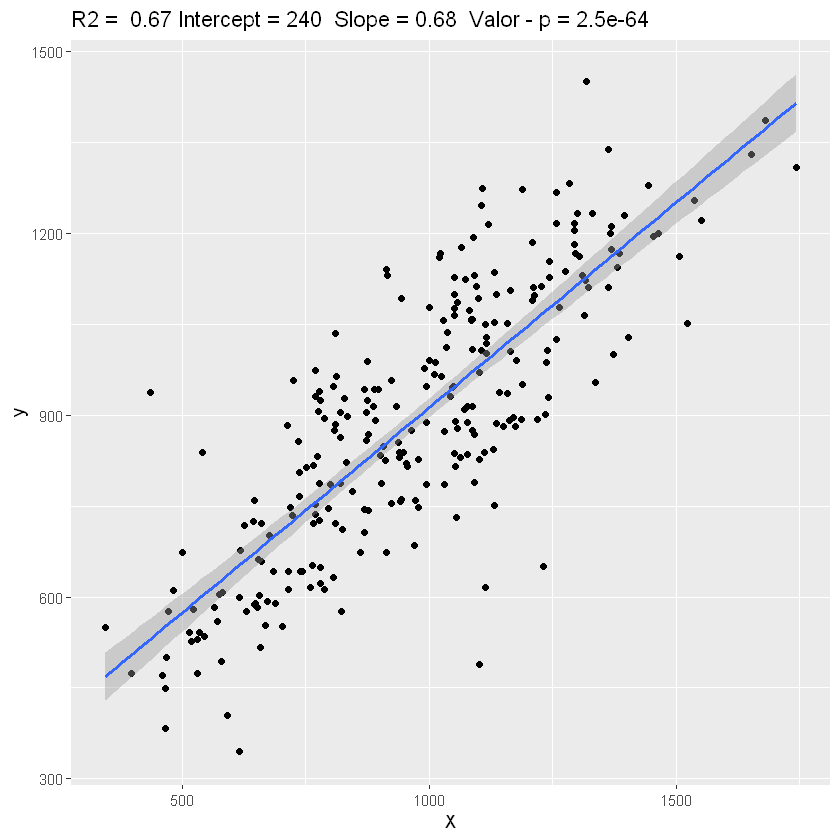 R2 =  0.67 Intercept = 240  Slope = 0.68  Valor - p = 2.5e-64
1500
1200
y
900
600
300
500 1000 1500
X